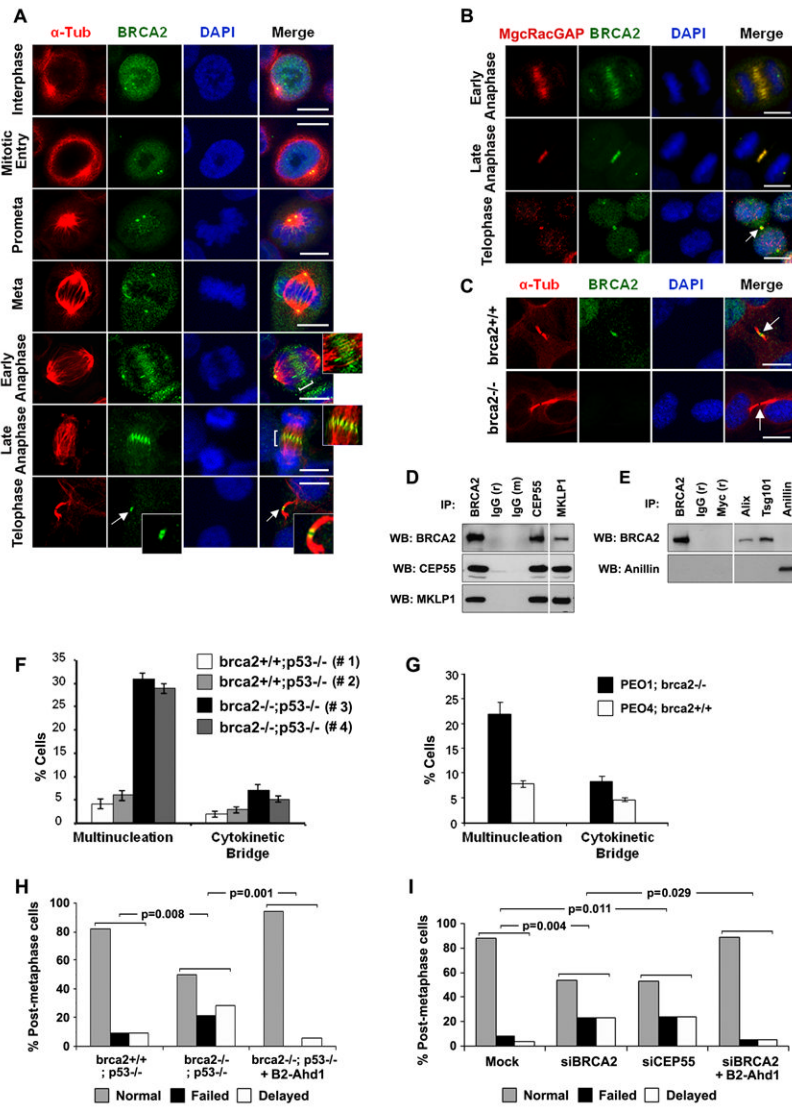 A
α-Tub BRCA2 DAPI Merge
Interphase
Mitotic Entry
Prometa
Meta
Early Anaphase
Late Anaphase
Telophase
B
MgcRacGAP BRCA2 DAPI Merge
Early Anaphase
Late Anaphase
Telophase
C
α-Tub BRCA2 DAPI Merge
brca2+/+
brca2-/-
D
IP: BRCA2 IgG (r) IgG (m) CEP55 MKLP1
WB: BRCA2
WB: CEP55
WB: MKLP1
E
IP: BRCA2 IgG (r) Myc (r) Alix Tsg101 Anillin
WB: BRCA2
WB: Anillin
F
% Cells
35
30
25
20
15
10
5
0
brca2+/+;p53-/- (# 1)
brca2+/+;p53-/- (# 2)
brca2-/-;p53-/- (# 3)
brca2-/-;p53-/- (# 4)
Multinucleation Cytokinetic Bridge
G
% Cells
30
25
20
15
10
5
0
PEO1; brca2-/-
PEO4; brca2+/+
Multinucleation Cytokinetic Bridge
H
% Post-metaphase cells
100
80
60
40
20
0
p=0.001
p=0.008
brca2+/+ ; p53-/-
brca2-/- ; p53-/-
brca2-/-; p53-/- + B2-Ahd1
Normal Failed Delayed
I
% Post-metaphase cells
100
80
60
40
20
0
p=0.029
p=0.011
p=0.004
Mock siBRCA2 siCEP55 siBRCA2 + B2-Ahd1
Normal Failed Delayed